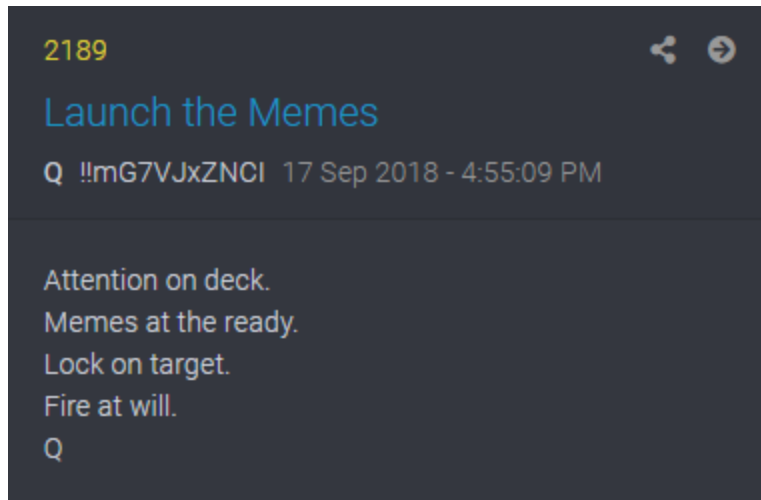 2189
Launch the Memes
Q !!mG7VJxZNCI 17 Sep 2018 - 4:55:09 PM
Attention on deck.
Memes at the ready.
Lock on target.
Fire at will.
Q